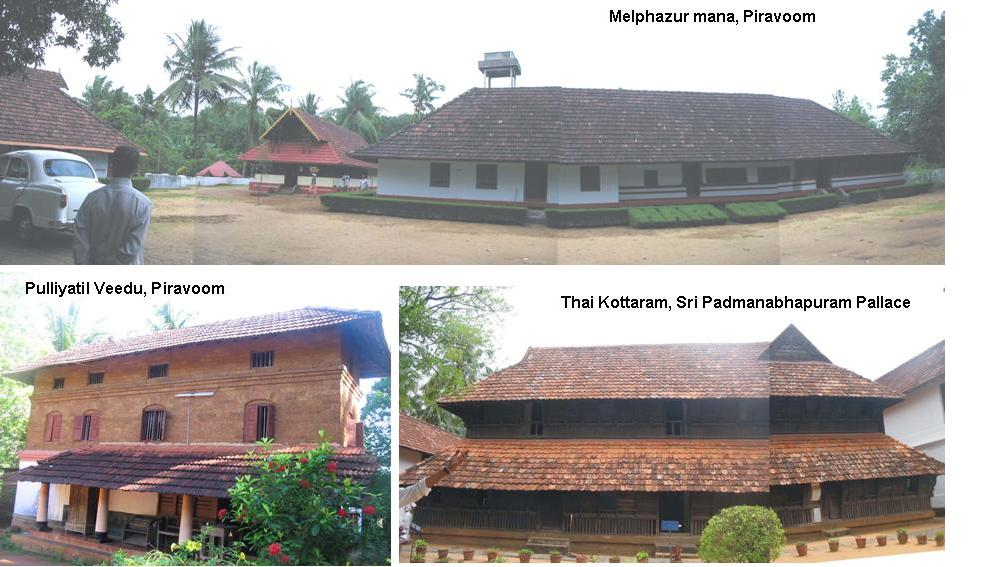 Melphazur mana, Piravoom
Pulliyatil Veedu, Piravoom
Thai Kottaram, Sri Padmanabhapuram Pallace